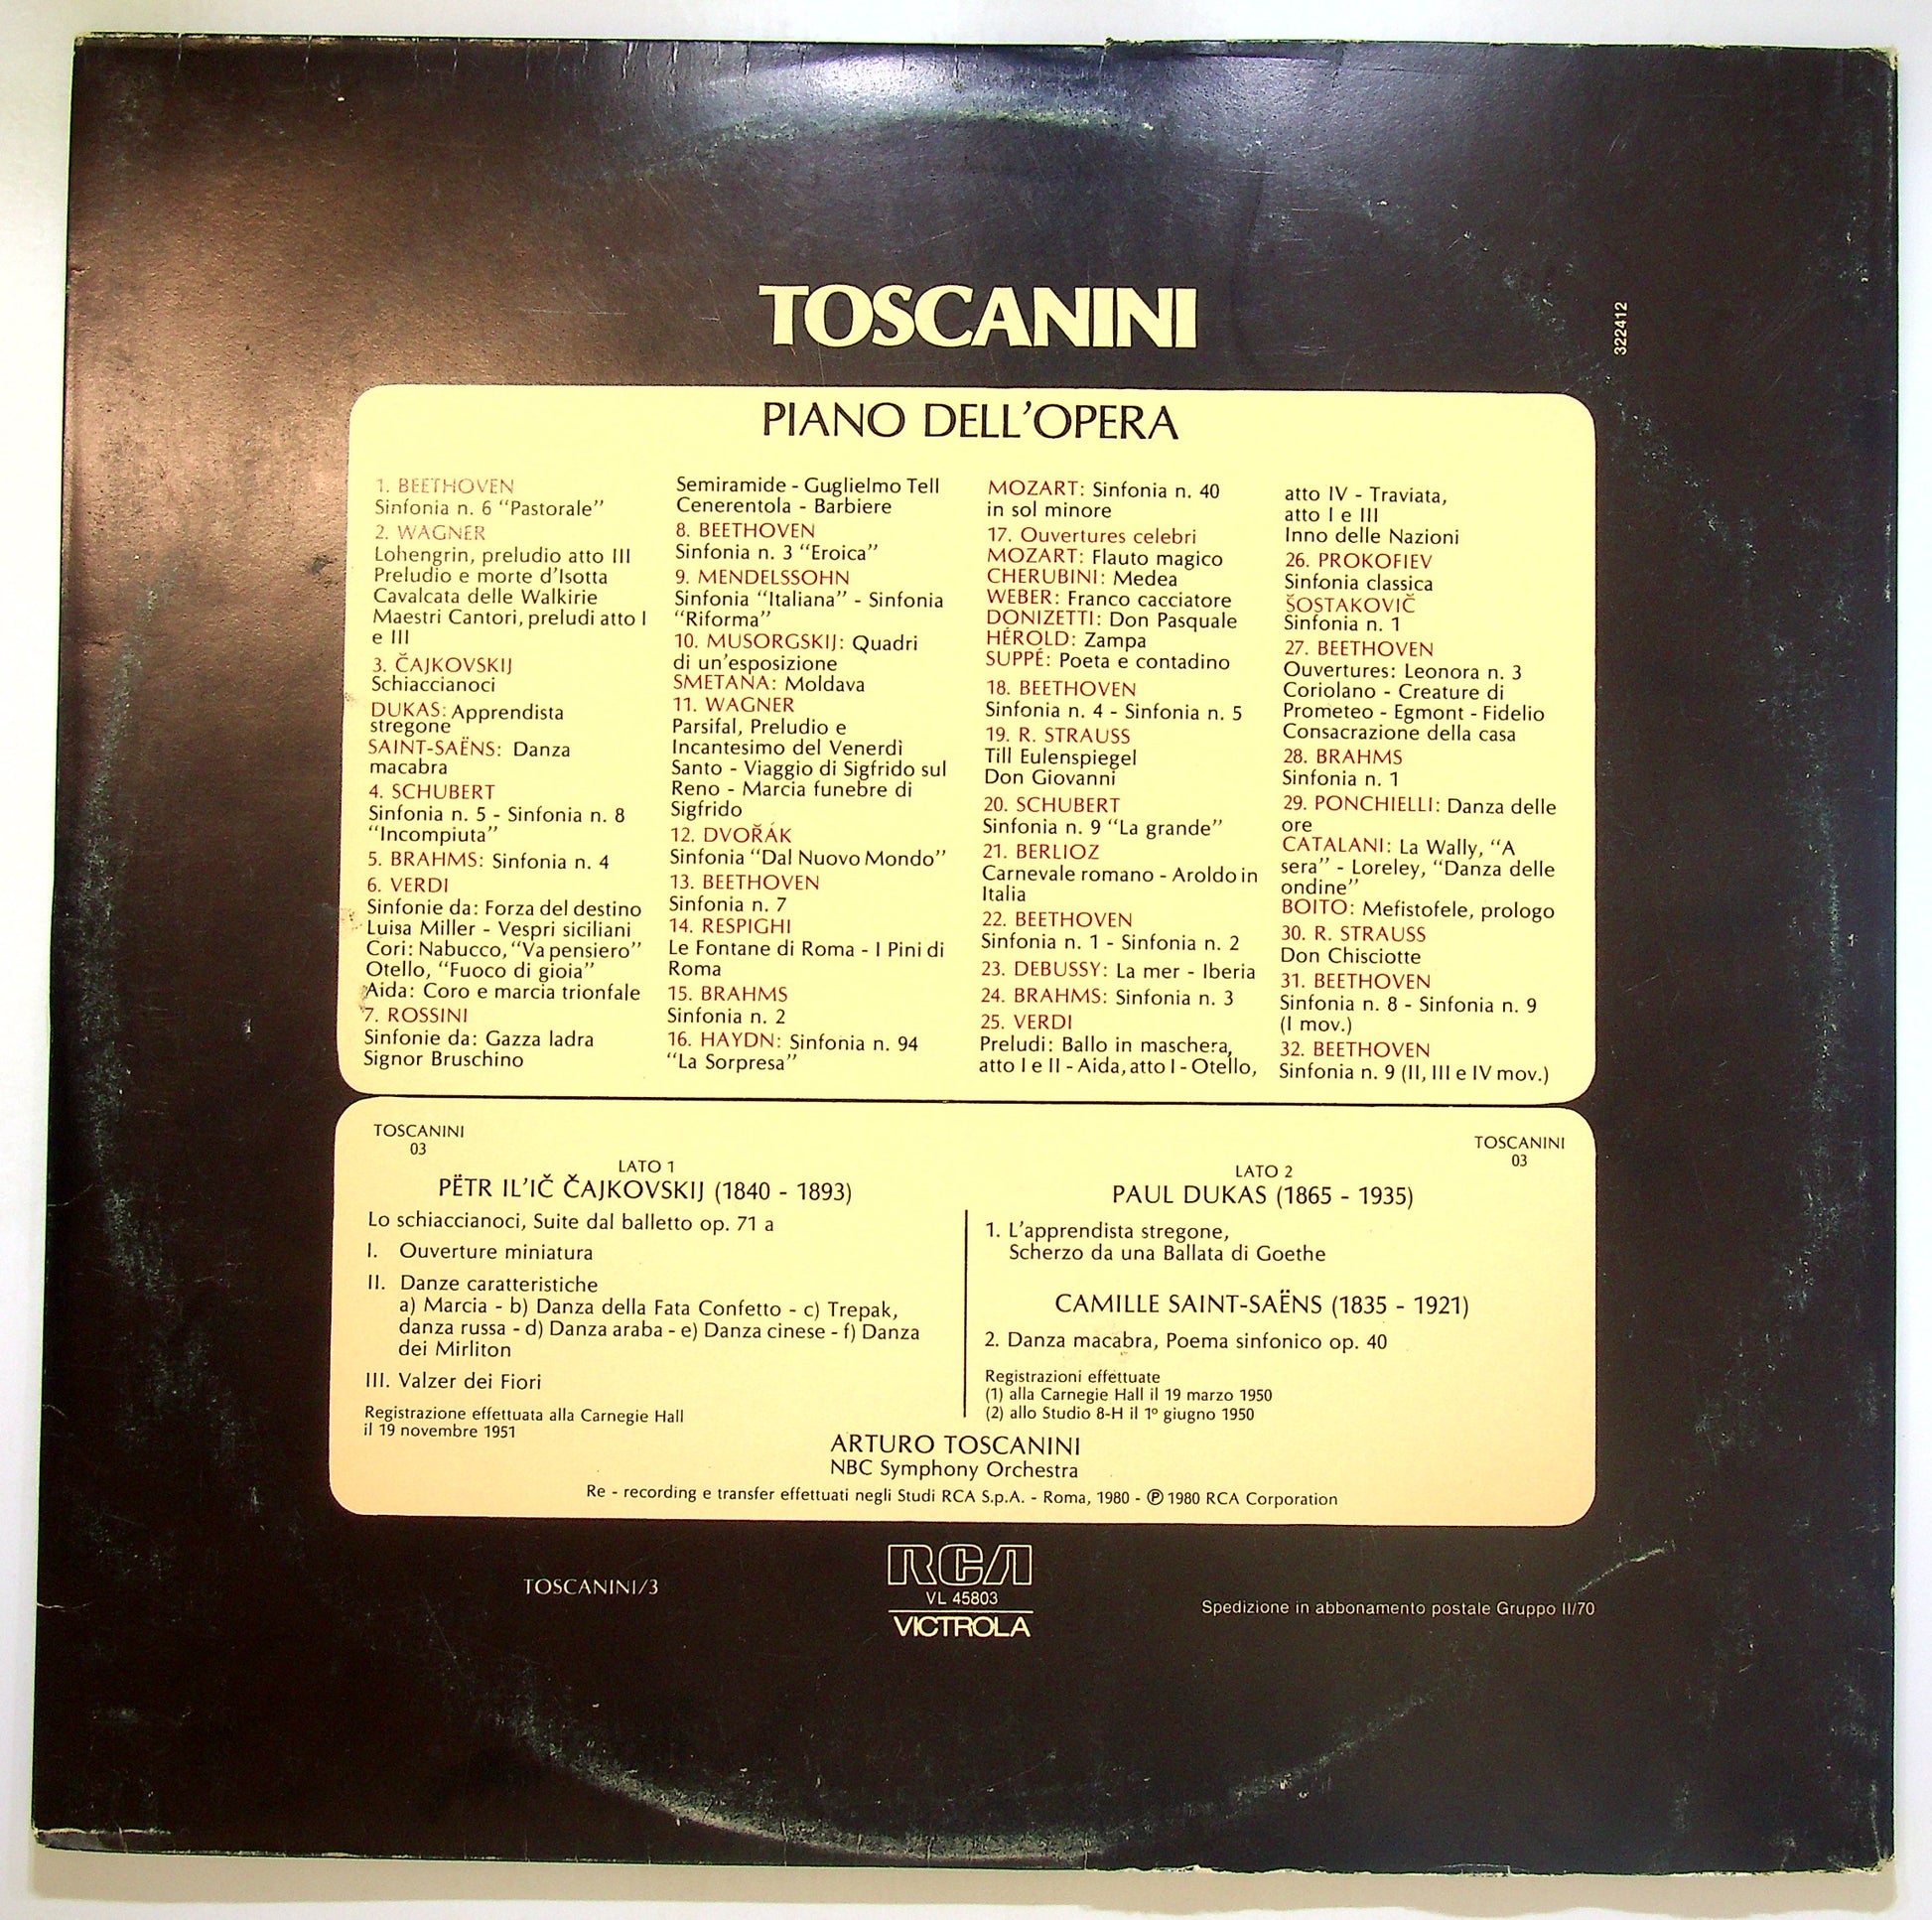 TOSCANINI
322412
PIANO DELL'OPERA
1. BEETHOVEN
Sinfonia n. 6 "Pastorale"
2. WAGNER
Lohengrin, preludio atto III
Preludio e morte d'Isotta
Cavalcata delle Walkirie
Maestri Cantori, preludi atto I
e III
3. ČAJKOVSKIJ
Schiaccianoci
DUKAS: Apprendista
stregone
SAINT-SAËNS: Danza
macabra
4. SCHUBERT
Sinfonia n. 5 - Sinfonia n. 8
"Incompiuta"
5. BRAHMS: Sinfonia n. 4
6. VERDI
Sinfonie da: Forza del destino
Luisa Miller - Vespri siciliani
Cori: Nabucco, "Va pensiero"
Otello, "Fuoco di gioia"
Aida: Coro e marcia trionfale
7. ROSSINI
Sinfonie da: Gazza ladra
Signor Bruschino
Semiramide - Guglielmo Tell
Cenerentola - Barbiere
8. BEETHOVEN
Sinfonia n. 3 "Eroica"
9. MENDELSSOHN
Sinfonia "Italiana" - Sinfonia
"Riforma"
10. MUSORGSKIJ: Quadri
di un'esposizione
SMETANA: Moldava
11. WAGNER
Parsifal, Preludio e
Incantesimo del Venerdì
Santo - Viaggio di Sigfrido sul
Reno - Marcia funebre di
Sigfrido
12. DVOŘÁK
Sinfonia "Dal Nuovo Mondo"
13. BEETHOVEN
Sinfonia n. 7
14. RESPIGHI
Le Fontane di Roma - I Pini di
Roma
15. BRAHMS
Sinfonia n. 2
16. HAYDN: Sinfonia n. 94
"La Sorpresa"
MOZART: Sinfonia n. 40
in sol minore
17. Ouvertures celebri
MOZART: Flauto magico
CHERUBINI: Medea
WEBER: Franco cacciatore
DONIZETTI: Don Pasquale
HÉROLD: Zampa
SUPPÉ: Poeta e contadino
18. BEETHOVEN
Sinfonia n. 4 - Sinfonia n. 5
19. R. STRAUSS
Till Eulenspiegel
Don Giovanni
20. SCHUBERT
Sinfonia n. 9 "La grande"
21. BERLIOZ
Carnevale romano - Aroldo in
Italia
22. BEETHOVEN
Sinfonia n. 1 - Sinfonia n. 2
23. DEBUSSY: La mer - Iberia
24. BRAHMS: Sinfonia n. 3
25. VERDI
Preludi: Ballo in maschera,
atto I e II - Aida, atto I - Otello,
atto IV - Traviata,
atto I e III
Inno delle Nazioni
26. PROKOFIEV
Sinfonia classica
ŠOSTAKOVIČ
Sinfonia n. 1
27. BEETHOVEN
Ouvertures: Leonora n. 3
Coriolano - Creature di
Prometeo - Egmont - Fidelio
Consacrazione della casa
28. BRAHMS
Sinfonia n. 1
29. PONCHIELLI: Danza delle
ore
CATALANI: La Wally, "A
sera" - Loreley, "Danza delle
ondine"
BOITO: Mefistofele, prologo
30. R. STRAUSS
Don Chisciotte
31. BEETHOVEN
Sinfonia n. 8 - Sinfonia n. 9
(I mov.)
32. BEETHOVEN
Sinfonia n. 9 (II, III e IV mov.)
TOSCANINI
03
LATO 1
PËTR IL'IČ ČAJKOVSKIJ (1840 - 1893)
Lo schiaccianoci, Suite dal balletto op. 71 a
I. Ouverture miniatura
II. Danze caratteristiche
a) Marcia - b) Danza della Fata Confetto - c) Trepak,
danza russa - d) Danza araba - e) Danza cinese - f) Danza
dei Mirliton
III. Valzer dei Fiori
Registrazione effettuata alla Carnegie Hall
il 19 novembre 1951
TOSCANINI
03
LATO 2
PAUL DUKAS (1865 - 1935)
1. L'apprendista stregone,
Scherzo da una Ballata di Goethe
CAMILLE SAINT-SAËNS (1835 - 1921)
2. Danza macabra, Poema sinfonico op. 40
Registrazioni effettuate
(1) alla Carnegie Hall il 19 marzo 1950
(2) allo Studio 8-H il 1º giugno 1950
ARTURO TOSCANINI
NBC Symphony Orchestra
Re - recording e transfer effettuati negli Studi RCA S.p.A. - Roma, 1980 - ℗ 1980 RCA Corporation
TOSCANINI/3
RCA
VL 45803
VICTROLA
Spedizione in abbonamento postale Gruppo II/70